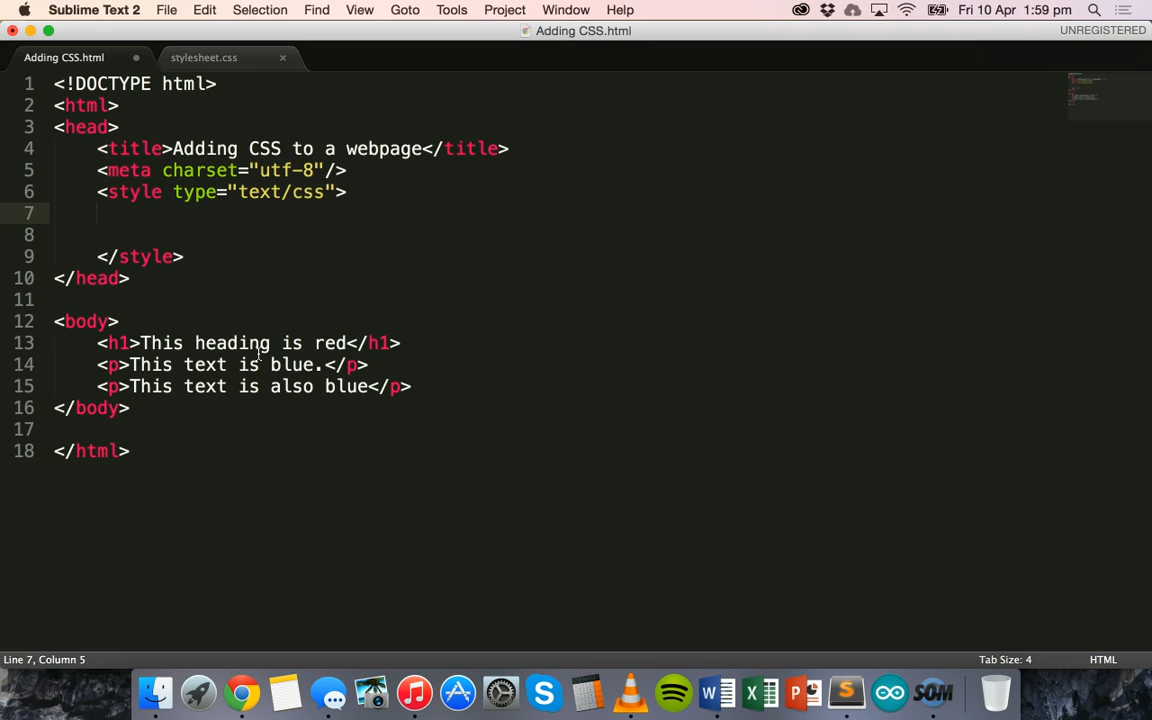 Sublime Text 2 File Edit Selection Find View Goto Tools Project Window Help Fri 10 Apr 1:59 pm
Adding CSS.html UNREGISTERED
Adding CSS.html stylesheet.css ×
1 <!DOCTYPE html>
2 <html>
3 <head>
4 <title>Adding CSS to a webpage</title>
5 <meta charset="utf-8"/>
6 <style type="text/css">
7
8
9 </style>
10 </head>
11
12 <body>
13 <h1>This heading is red</h1>
14 <p>This text is blue.</p>
15 <p>This text is also blue</p>
16 </body>
17
18 </html>
Line 7, Column 5 Tab Size: 4 HTML
SOM